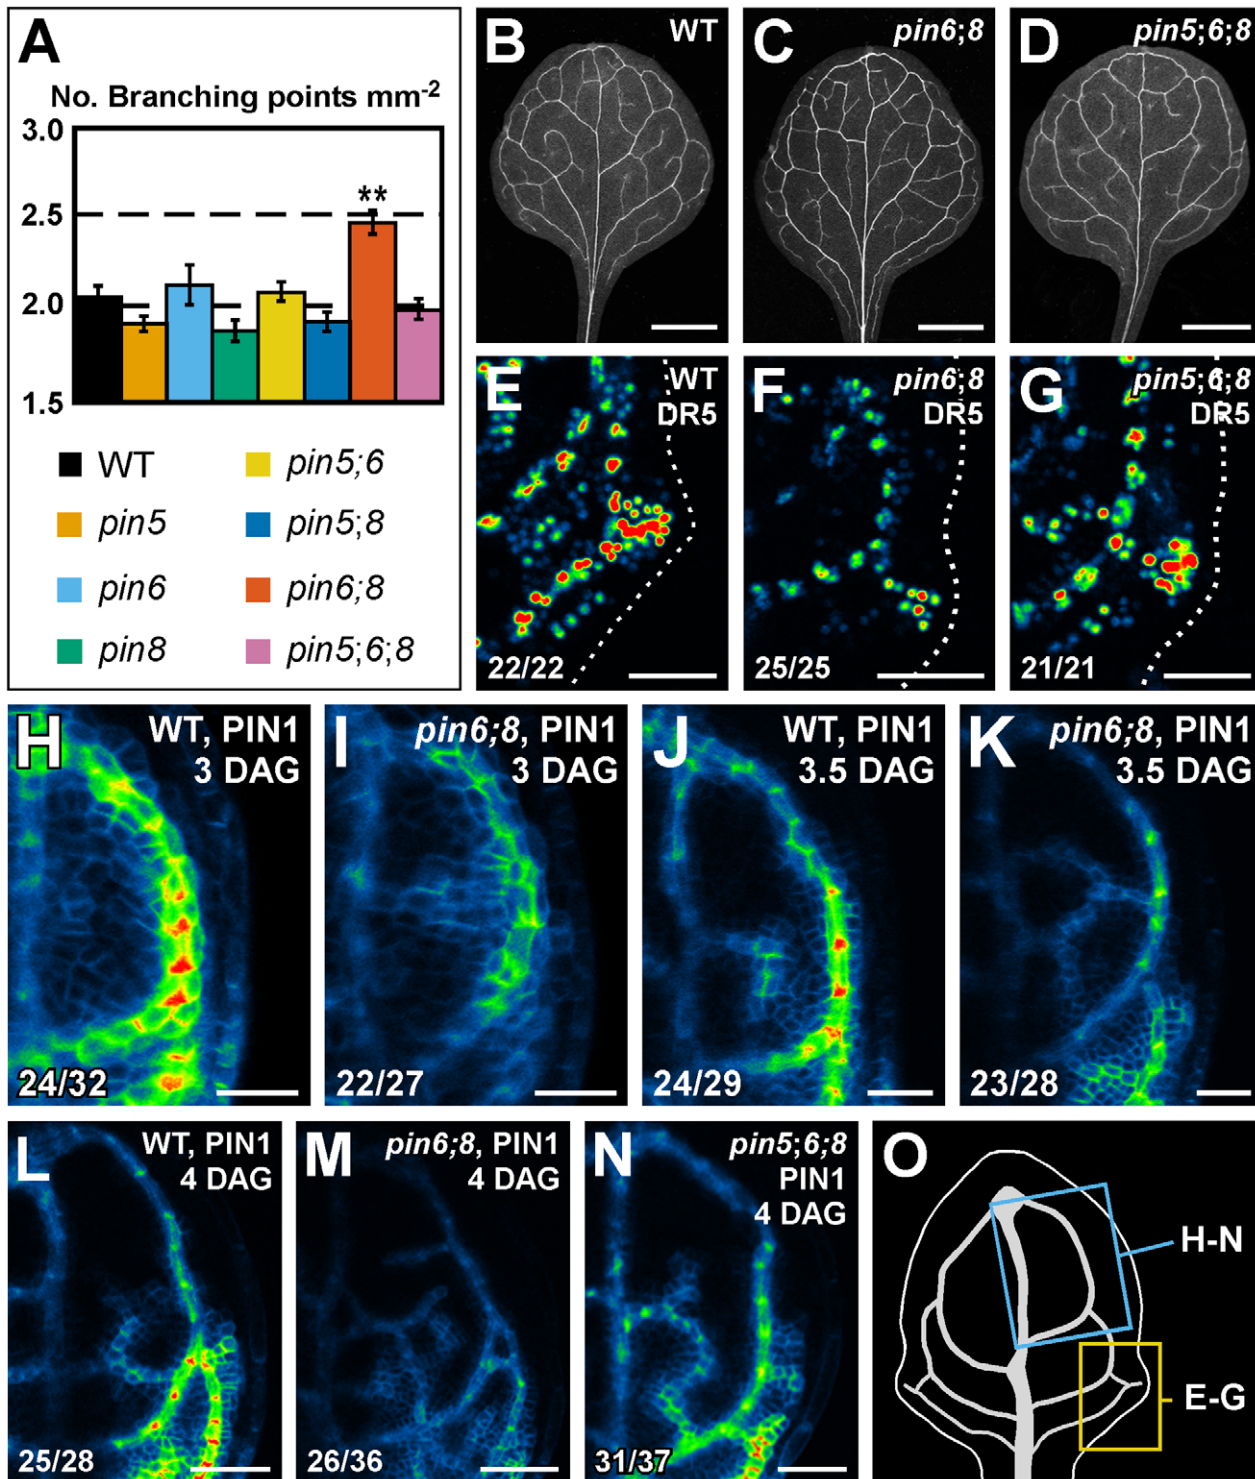 A
No. Branching points mm-2
3.0
2.5
**
2.0
1.5
WT
pin5;6
pin5
pin5;8
pin6
pin6;8
pin8
pin5;6;8
B
WT
C
pin6;8
D
pin5;6;8
E
WT
DR5
22/22
F
pin6;8
DR5
25/25
G
pin5;6;8
DR5
21/21
H
WT, PIN1
3 DAG
24/32
I
pin6;8, PIN1
3 DAG
22/27
J
WT, PIN1
3.5 DAG
24/29
K
pin6;8, PIN1
3.5 DAG
23/28
L
WT, PIN1
4 DAG
25/28
M
pin6;8, PIN1
4 DAG
26/36
N
pin5;6;8
PIN1
4 DAG
31/37
O
H-N
E-G